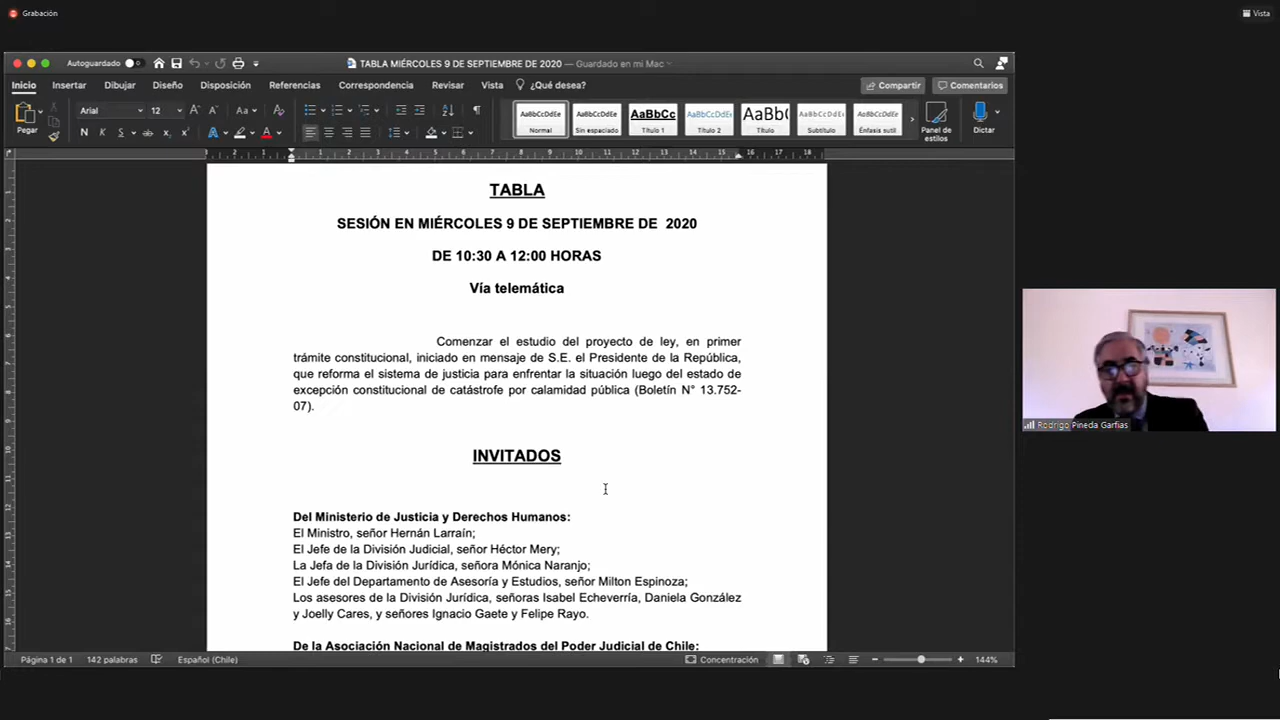 Grabación
Vista
Autoguardado
TABLA MIÉRCOLES 9 DE SEPTIEMBRE DE 2020 — Guardado en mi Mac
Inicio Insertar Dibujar Diseño Disposición Referencias Correspondencia Revisar Vista ¿Qué desea? Compartir Comentarios
Pegar
Arial 12
AaBbCcDdEe AaBbCcDdEe AaBbCc AaBbCcDdEe AaBb( AaBbCcDdEe AaBbCcDdEe
Normal Sin espaciado Título 1 Título 2 Título Subtítulo Énfasis sutil
Panel de estilos
Dictar
TABLA
SESIÓN EN MIÉRCOLES 9 DE SEPTIEMBRE DE 2020
DE 10:30 A 12:00 HORAS
Vía telemática
Comenzar el estudio del proyecto de ley, en primer
trámite constitucional, iniciado en mensaje de S.E. el Presidente de la República,
que reforma el sistema de justicia para enfrentar la situación luego del estado de
excepción constitucional de catástrofe por calamidad pública (Boletín N° 13.752-
07).
INVITADOS
Del Ministerio de Justicia y Derechos Humanos:
El Ministro, señor Hernán Larraín;
El Jefe de la División Judicial, señor Héctor Mery;
La Jefa de la División Jurídica, señora Mónica Naranjo;
El Jefe del Departamento de Asesoría y Estudios, señor Milton Espinoza;
Los asesores de la División Jurídica, señoras Isabel Echeverría, Daniela González
y Joelly Cares, y señores Ignacio Gaete y Felipe Rayo.
De la Asociación Nacional de Magistrados del Poder Judicial de Chile:
Rodrigo Pineda Garfias
Página 1 de 1 142 palabras Español (Chile) Concentración 144%